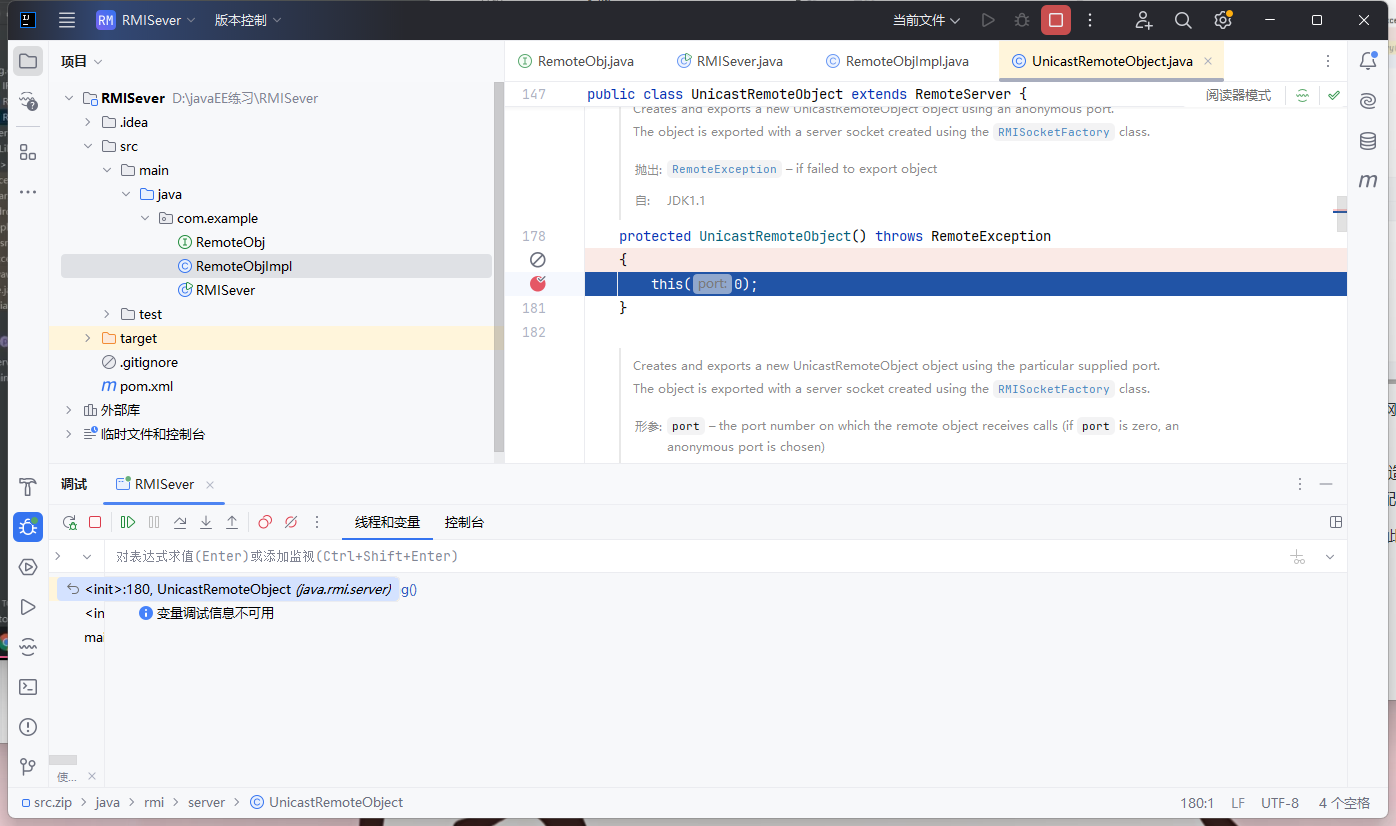 RM RMISever 版本控制 当前文件
项目
RemoteObj.java RMISever.java RemoteObjImpl.java UnicastRemoteObject.java
147 public class UnicastRemoteObject extends RemoteServer { 阅读器模式
RMISever D:\javaEE练习\RMISever
.idea
src
main
java
com.example
RemoteObj
RemoteObjImpl
RMISever
test
target
.gitignore
pom.xml
外部库
临时文件和控制台
Creates and exports a new UnicastRemoteObject object using an anonymous port.
The object is exported with a server socket created using the RMISocketFactory class.
抛出: RemoteException – if failed to export object
自: JDK1.1
178 protected UnicastRemoteObject() throws RemoteException
{
this( port: 0);
181 }
182
Creates and exports a new UnicastRemoteObject object using the particular supplied port.
The object is exported with a server socket created using the RMISocketFactory class.
形参: port – the port number on which the remote object receives calls (if port is zero, an
anonymous port is chosen)
调试 RMISever
线程和变量 控制台
对表达式求值(Enter)或添加监视(Ctrl+Shift+Enter)
<init>:180, UnicastRemoteObject (java.rmi.server) g()
<in 变量调试信息不可用
mai
使...
src.zip java rmi server UnicastRemoteObject 180:1 LF UTF-8 4 个空格